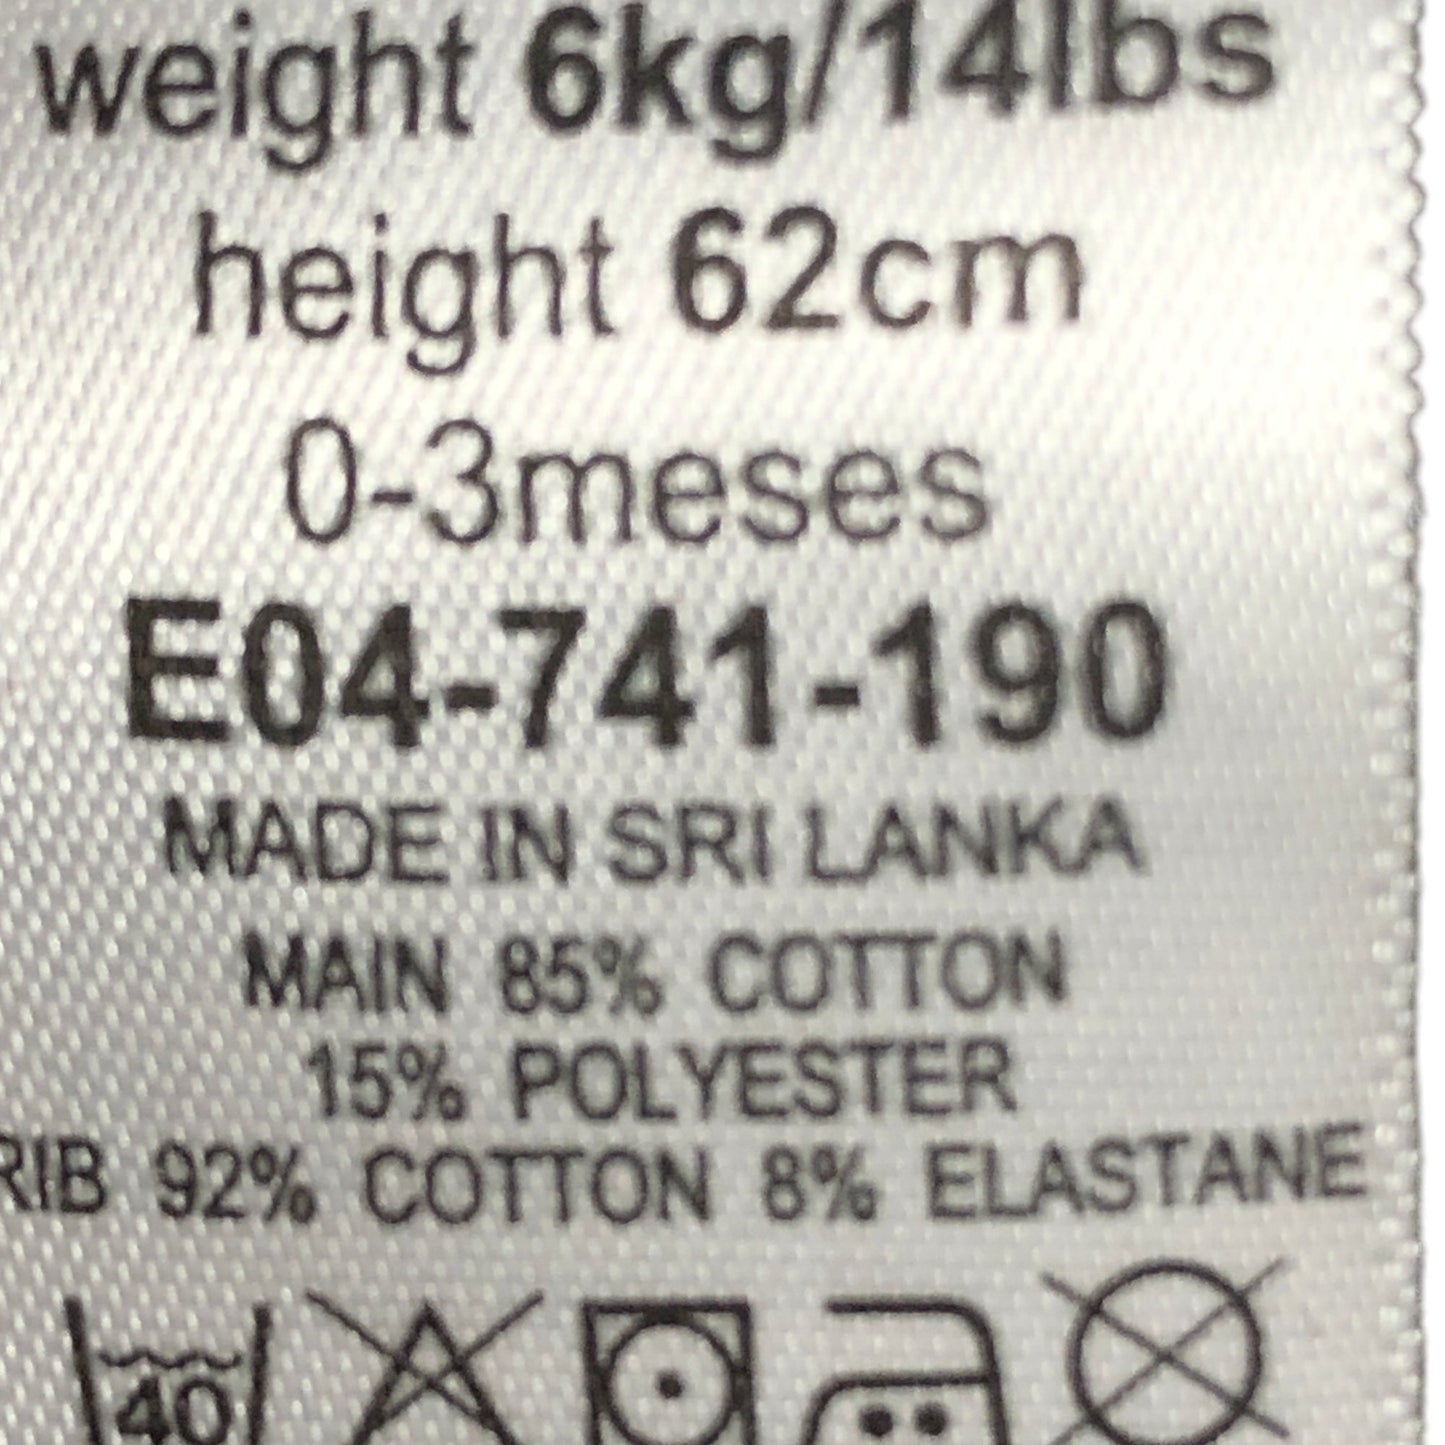 weight 6kg/14lbs
height 62cm
0-3meses
E04-741-190
MADE IN SRI LANKA
MAIN 85% COTTON
15% POLYESTER
RIB 92% COTTON 8% ELASTANE
40